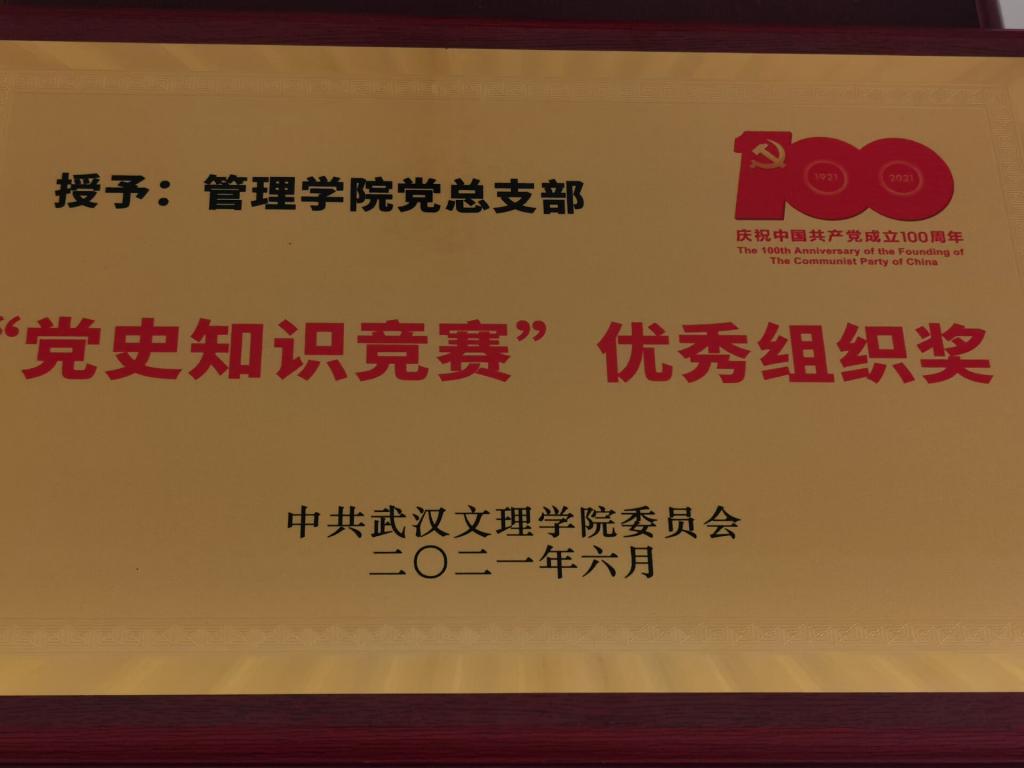 授予：管理学院党总支部
1921 2021
庆祝中国共产党成立100周年
The 100th Anniversary of the Founding of
The Communist Party of China
“党史知识竞赛”优秀组织奖
中共武汉文理学院委员会
二〇二一年六月